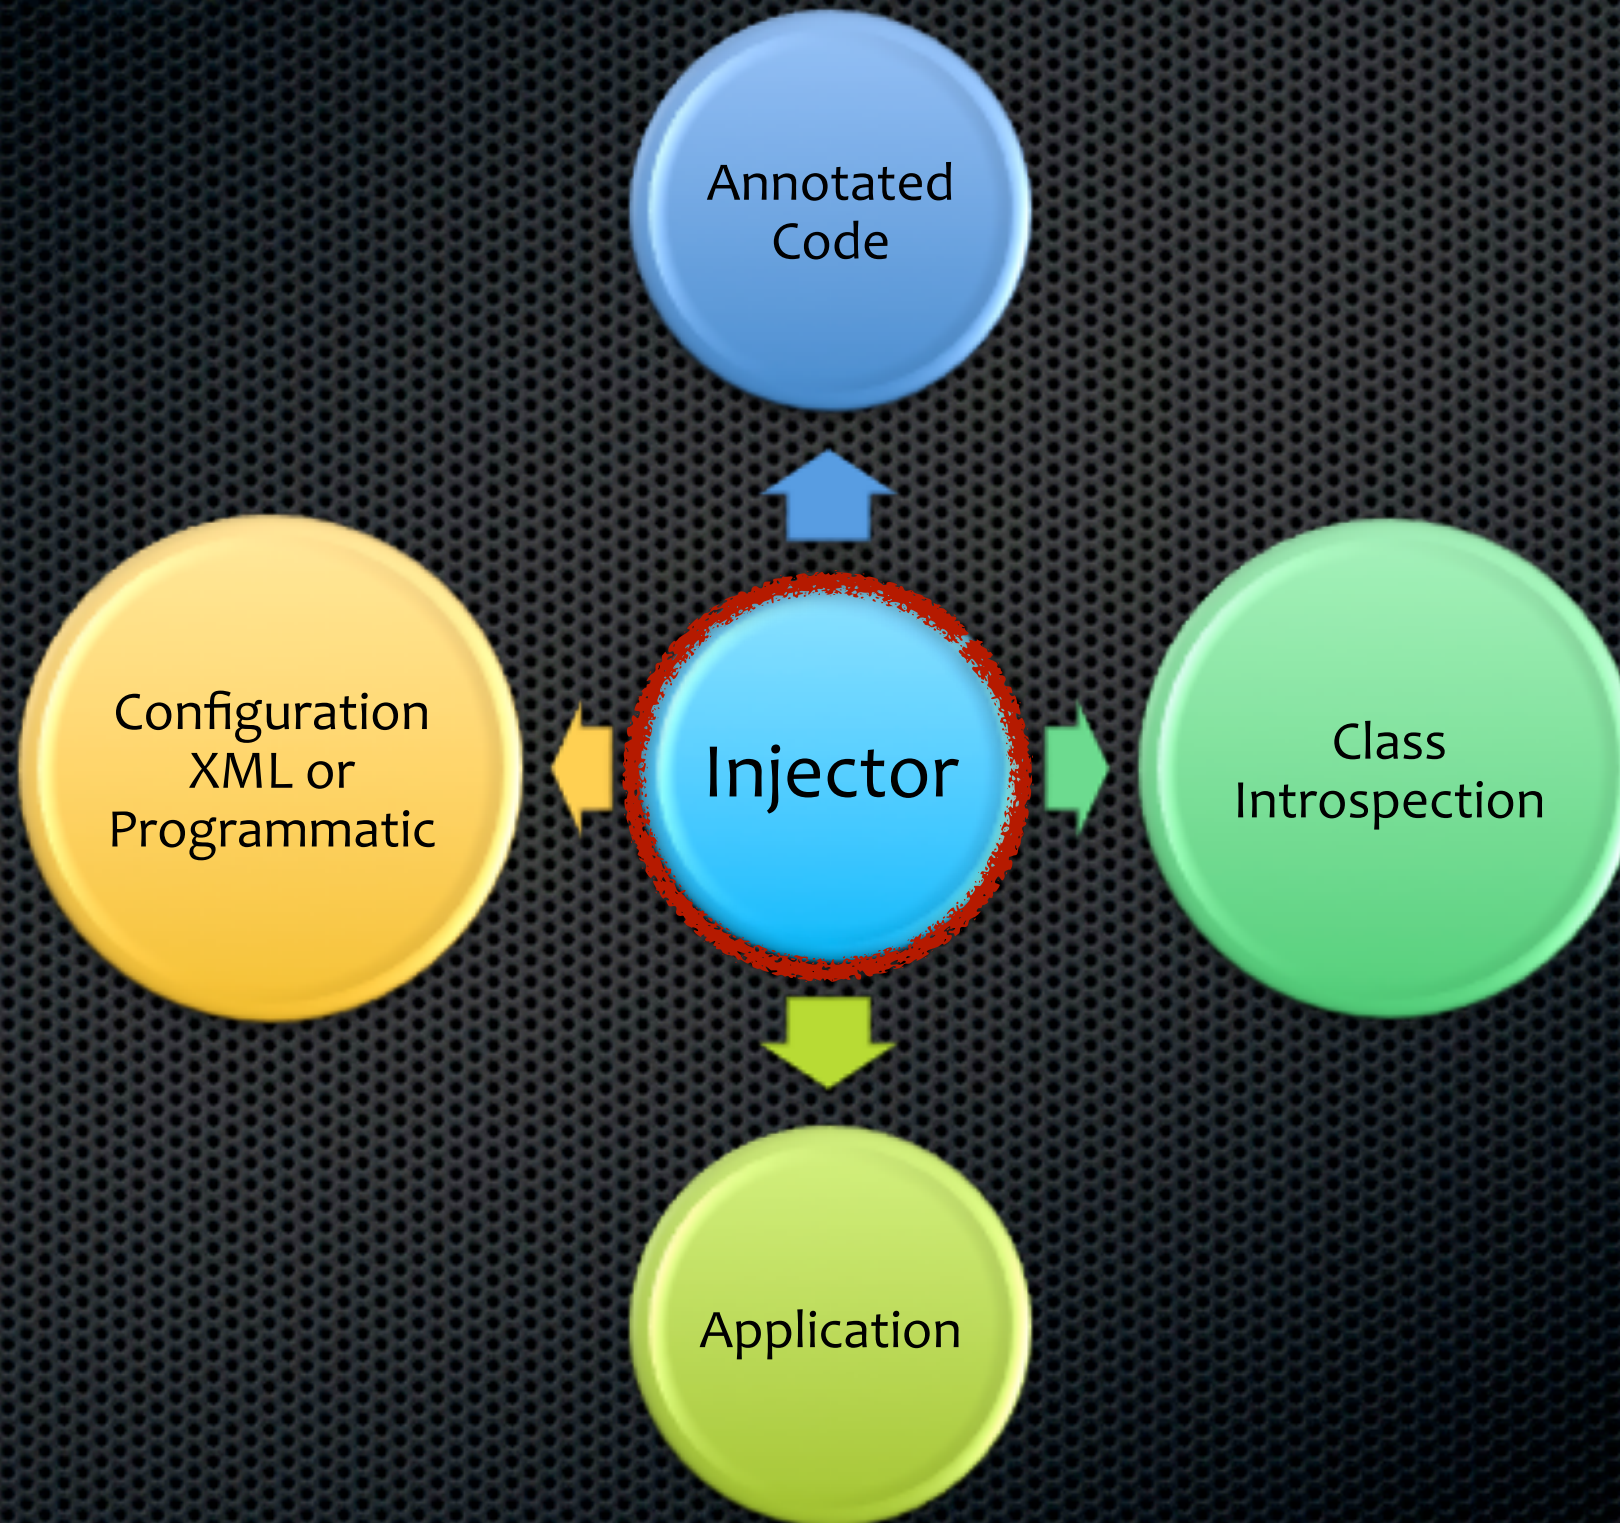 Annotated
Code
Configuration
XML or
Programmatic
Injector
Class
Introspection
Application